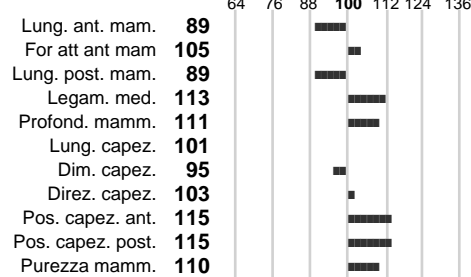 64 76 88 100 112 124 136
Lung. ant. mam. 89
For att ant mam 105
Lung. post. mam. 89
Legam. med. 113
Profond. mamm. 111
Lung. capez. 101
Dim. capez. 95
Direz. capez. 103
Pos. capez. ant. 115
Pos. capez. post. 115
Purezza mamm. 110